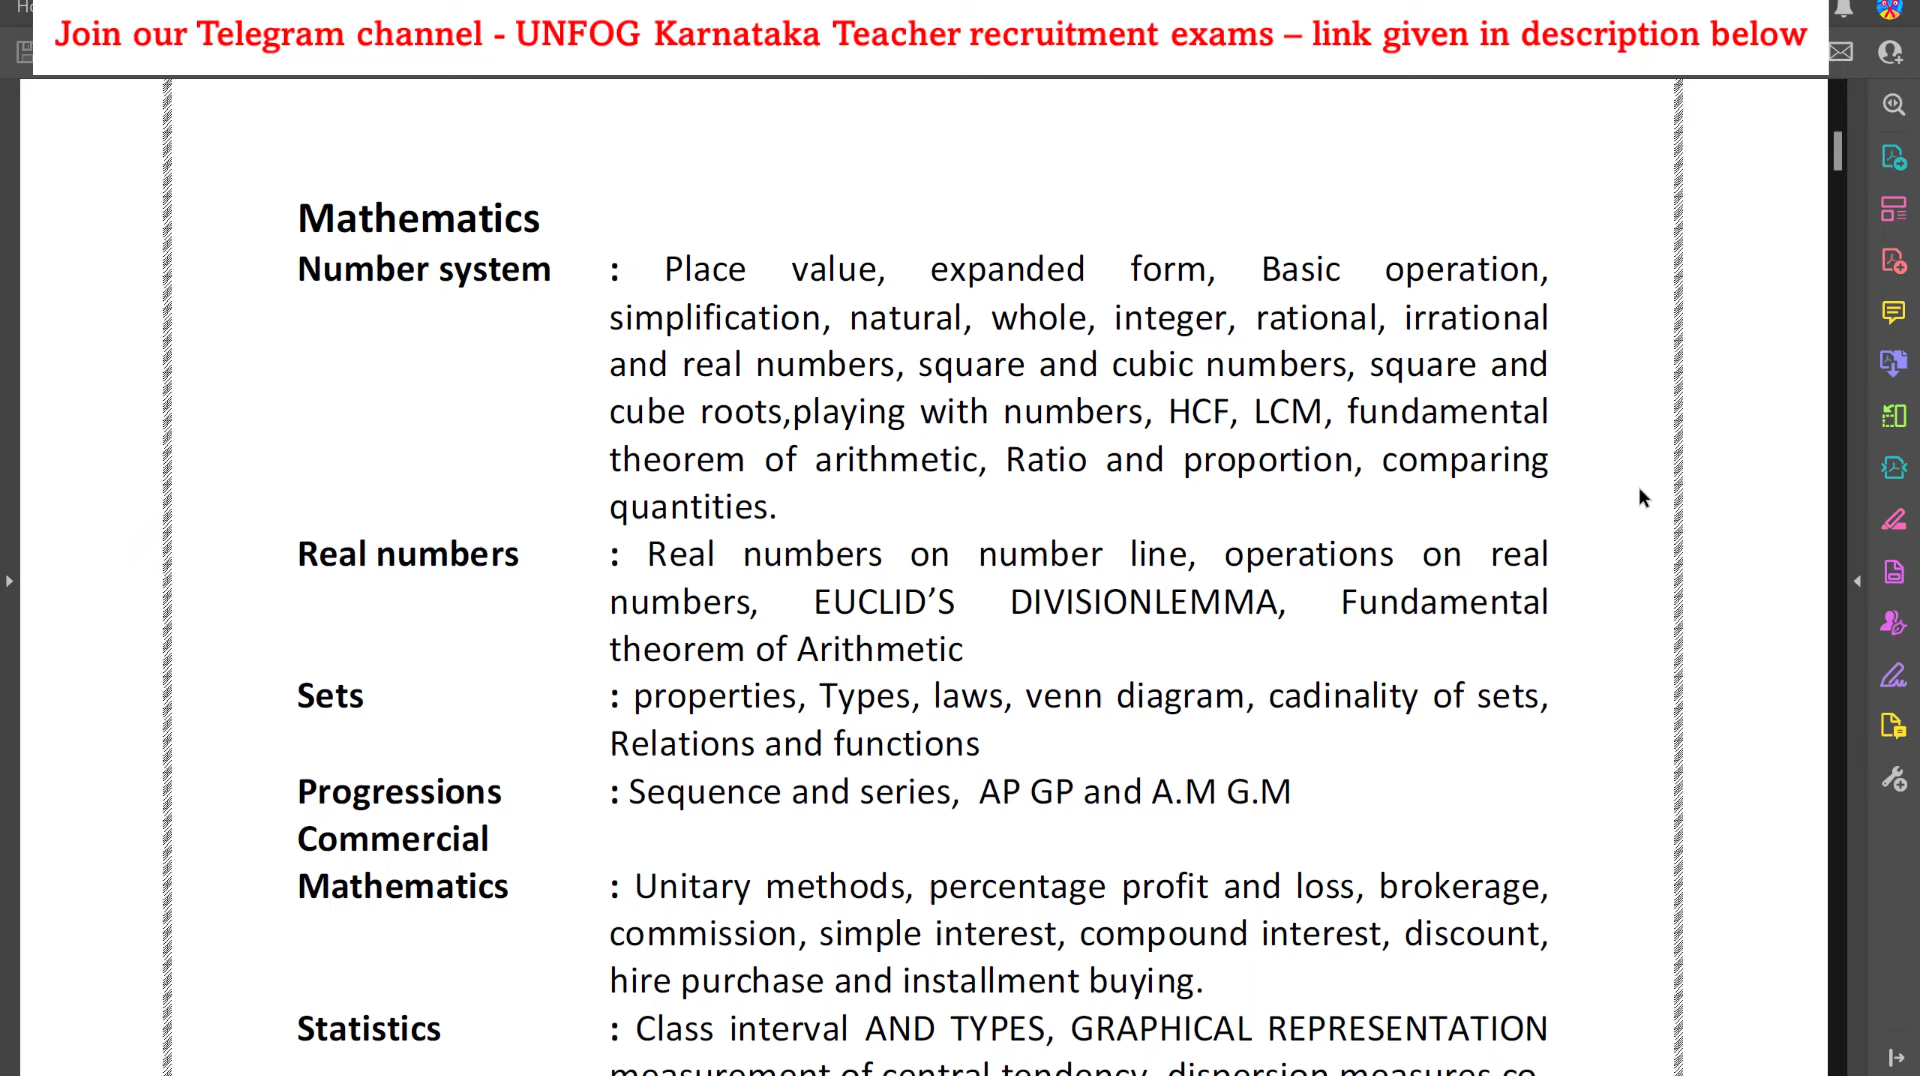 Join our Telegram channel - UNFOG Karnataka Teacher recruitment exams – link given in description below
Mathematics
Number system : Place value, expanded form, Basic operation,
simplification, natural, whole, integer, rational, irrational
and real numbers, square and cubic numbers, square and
cube roots,playing with numbers, HCF, LCM, fundamental
theorem of arithmetic, Ratio and proportion, comparing
quantities.
Real numbers : Real numbers on number line, operations on real
numbers, EUCLID’S DIVISIONLEMMA, Fundamental
theorem of Arithmetic
Sets : properties, Types, laws, venn diagram, cadinality of sets,
Relations and functions
Progressions : Sequence and series, AP GP and A.M G.M
Commercial
Mathematics : Unitary methods, percentage profit and loss, brokerage,
commission, simple interest, compound interest, discount,
hire purchase and installment buying.
Statistics : Class interval AND TYPES, GRAPHICAL REPRESENTATION
measurement of central tendency, dispersion measures